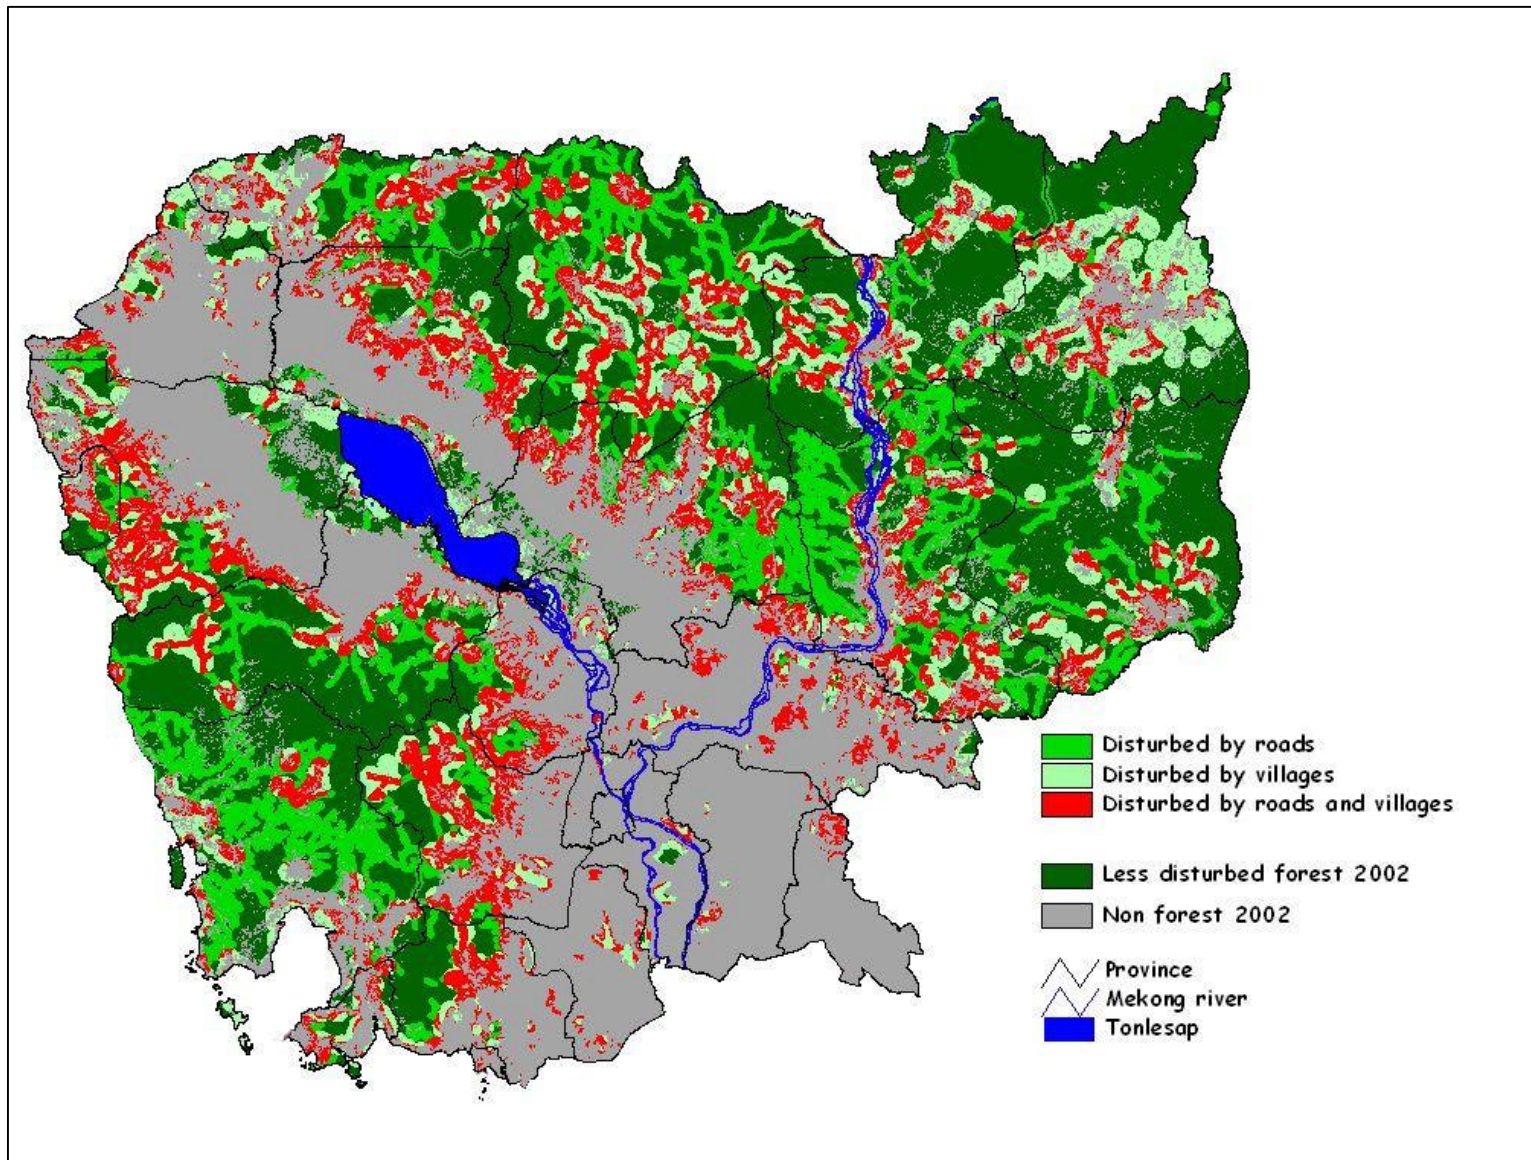 Disturbed by roads
Disturbed by villages
Disturbed by roads and villages
Less disturbed forest 2002
Non forest 2002
Province
Mekong river
Tonlesap